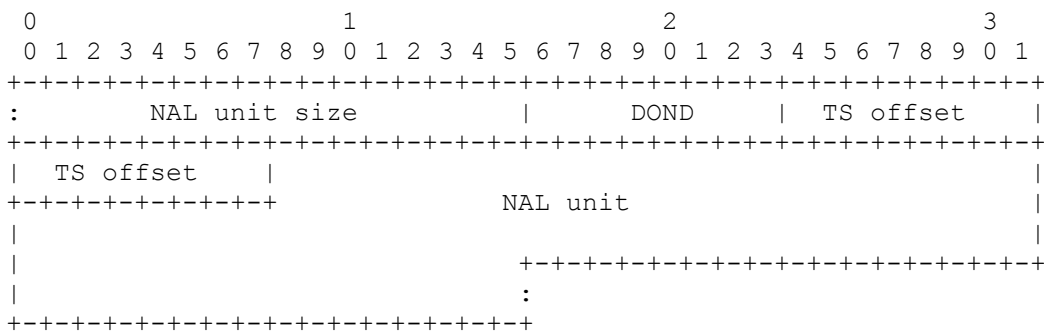 0                   1                   2                   3
 0 1 2 3 4 5 6 7 8 9 0 1 2 3 4 5 6 7 8 9 0 1 2 3 4 5 6 7 8 9 0 1
+-+-+-+-+-+-+-+-+-+-+-+-+-+-+-+-+-+-+-+-+-+-+-+-+-+-+-+-+-+-+-+-+
:        NAL unit size          |      DOND     |  TS offset    |
+-+-+-+-+-+-+-+-+-+-+-+-+-+-+-+-+-+-+-+-+-+-+-+-+-+-+-+-+-+-+-+-+
|  TS offset    |                                               |
+-+-+-+-+-+-+-+-+              NAL unit                         |
|                                                               |
|                               +-+-+-+-+-+-+-+-+-+-+-+-+-+-+-+-+
|                               :
+-+-+-+-+-+-+-+-+-+-+-+-+-+-+-+-+